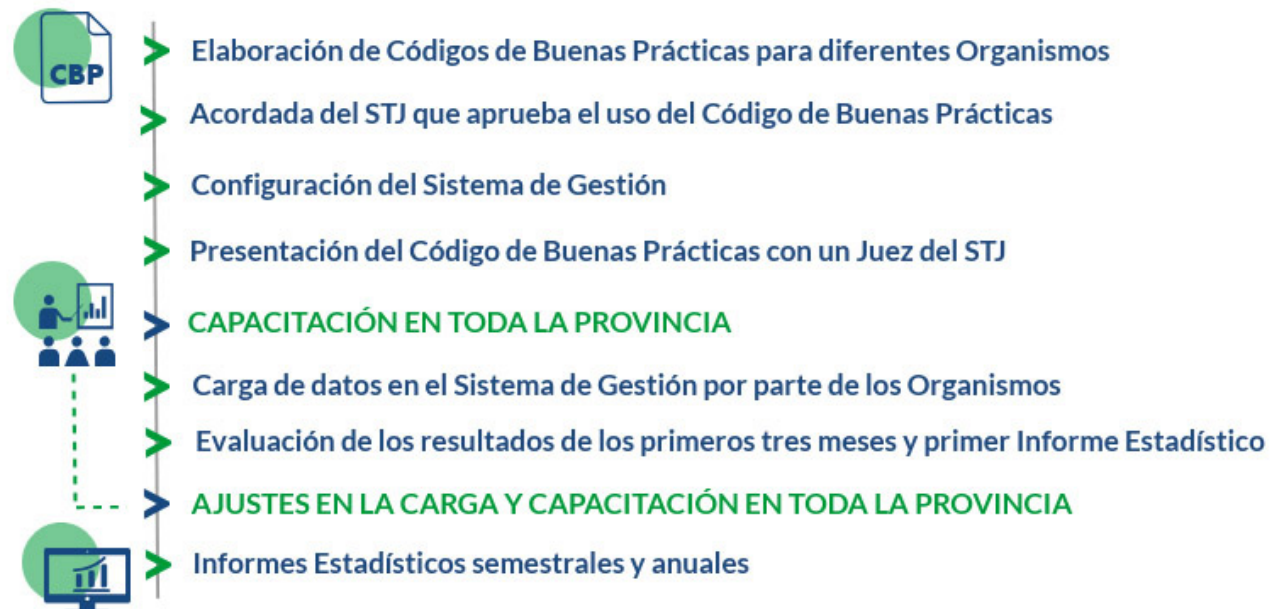 CBP
Elaboración de Códigos de Buenas Prácticas para diferentes Organismos
Acordada del STJ que aprueba el uso del Código de Buenas Prácticas
Configuración del Sistema de Gestión
Presentación del Código de Buenas Prácticas con un Juez del STJ
CAPACITACIÓN EN TODA LA PROVINCIA
Carga de datos en el Sistema de Gestión por parte de los Organismos
Evaluación de los resultados de los primeros tres meses y primer Informe Estadístico
AJUSTES EN LA CARGA Y CAPACITACIÓN EN TODA LA PROVINCIA
Informes Estadísticos semestrales y anuales